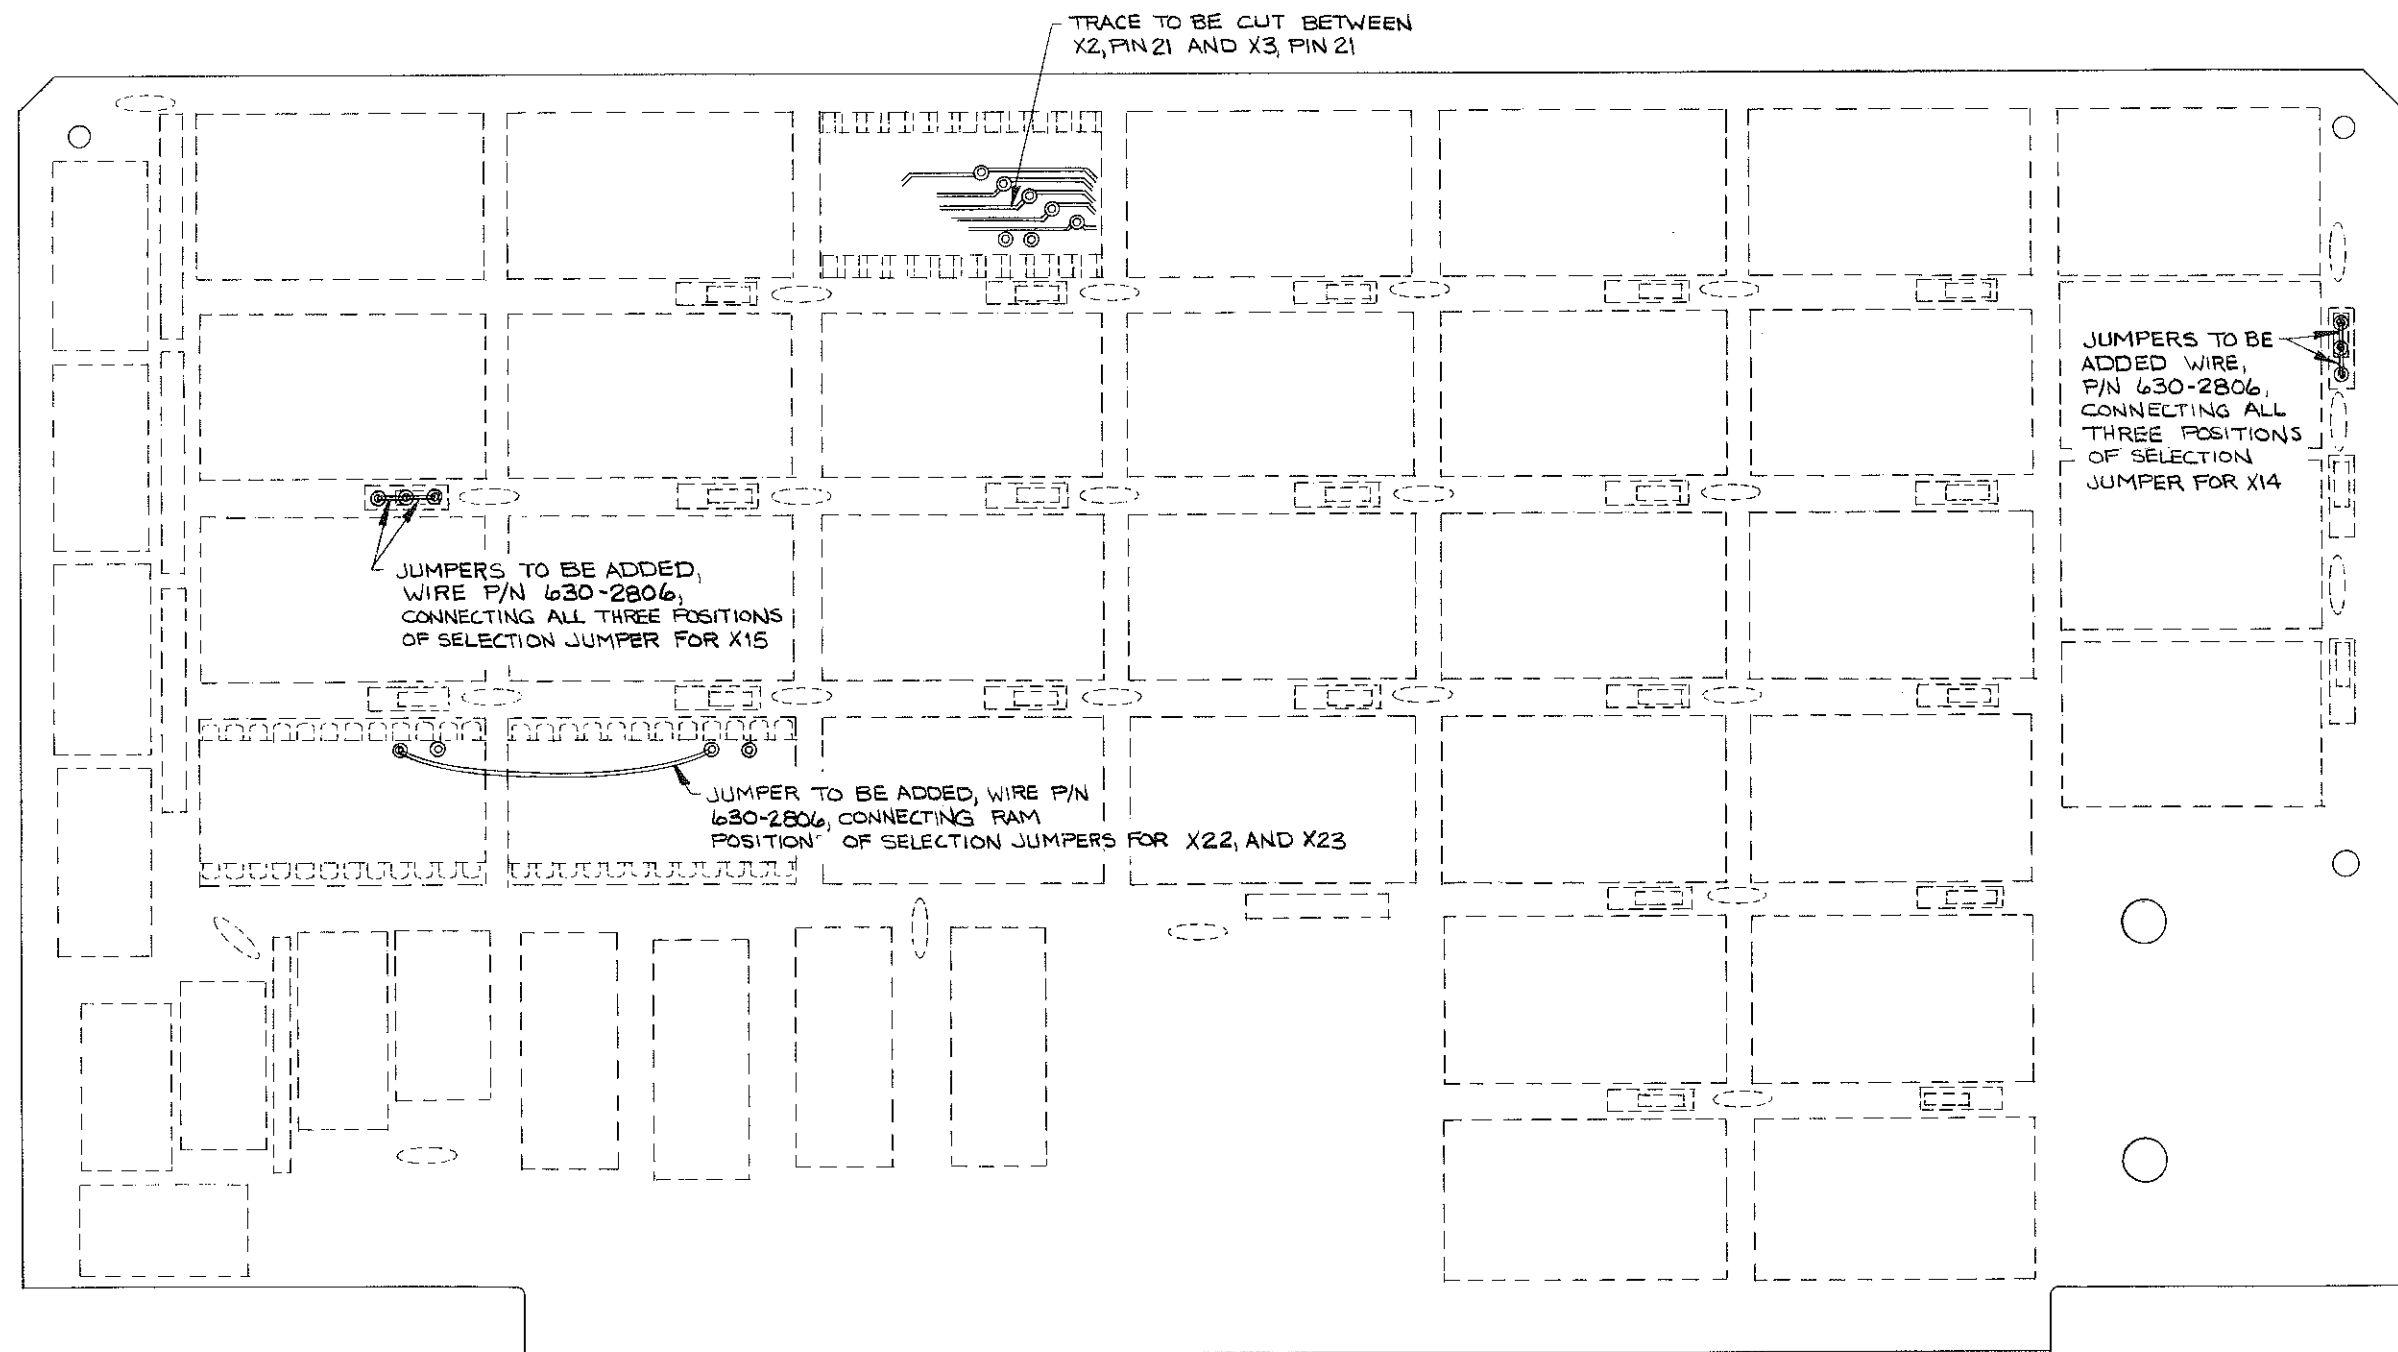 TRACE TO BE CUT BETWEEN
X2, PIN 21 AND X3, PIN 21
JUMPERS TO BE
ADDED WIRE,
P/N 630-2806,
CONNECTING ALL
THREE POSITIONS
OF SELECTION
JUMPER FOR X14
JUMPERS TO BE ADDED,
WIRE P/N 630-2806,
CONNECTING ALL THREE POSITIONS
OF SELECTION JUMPER FOR X15
JUMPER TO BE ADDED, WIRE P/N
630-2806, CONNECTING RAM
POSITION OF SELECTION JUMPERS FOR X22, AND X23